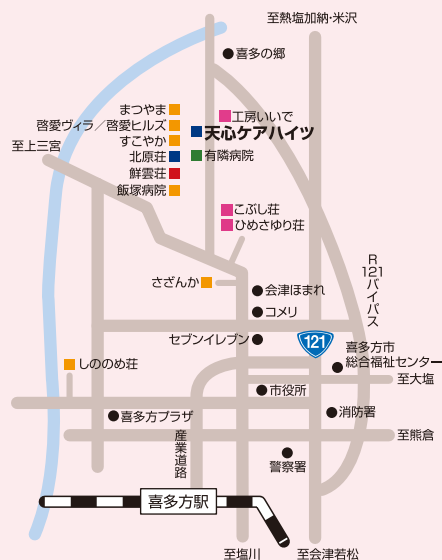 至熱塩加納・米沢
喜多の郷
まつやま
啓愛ヴィラ／啓愛ヒルズ
すこやか
北原荘
鮮雲荘
飯塚病院
工房いいで
天心ケアハイツ
有隣病院
至上三宮
こぶし荘
ひめさゆり荘
R121バイパス
さざんか
会津ほまれ
コメリ
セブンイレブン
121
喜多方市
総合福祉センター
しののめ荘
至大塩
市役所
消防署
喜多方プラザ
産業道路
至熊倉
警察署
喜多方駅
至塩川
至会津若松